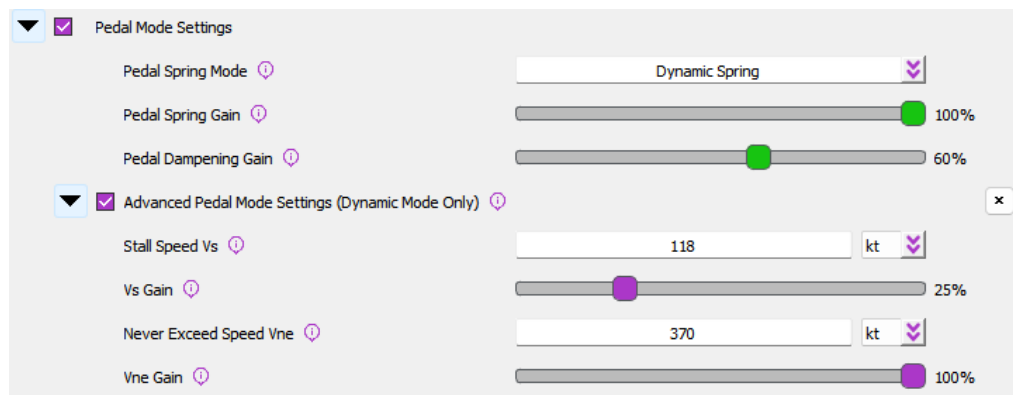 Pedal Mode Settings
Pedal Spring Mode Dynamic Spring
Pedal Spring Gain 100%
Pedal Dampening Gain 60%
Advanced Pedal Mode Settings (Dynamic Mode Only)
Stall Speed Vs 118 kt
Vs Gain 25%
Never Exceed Speed Vne 370 kt
Vne Gain 100%